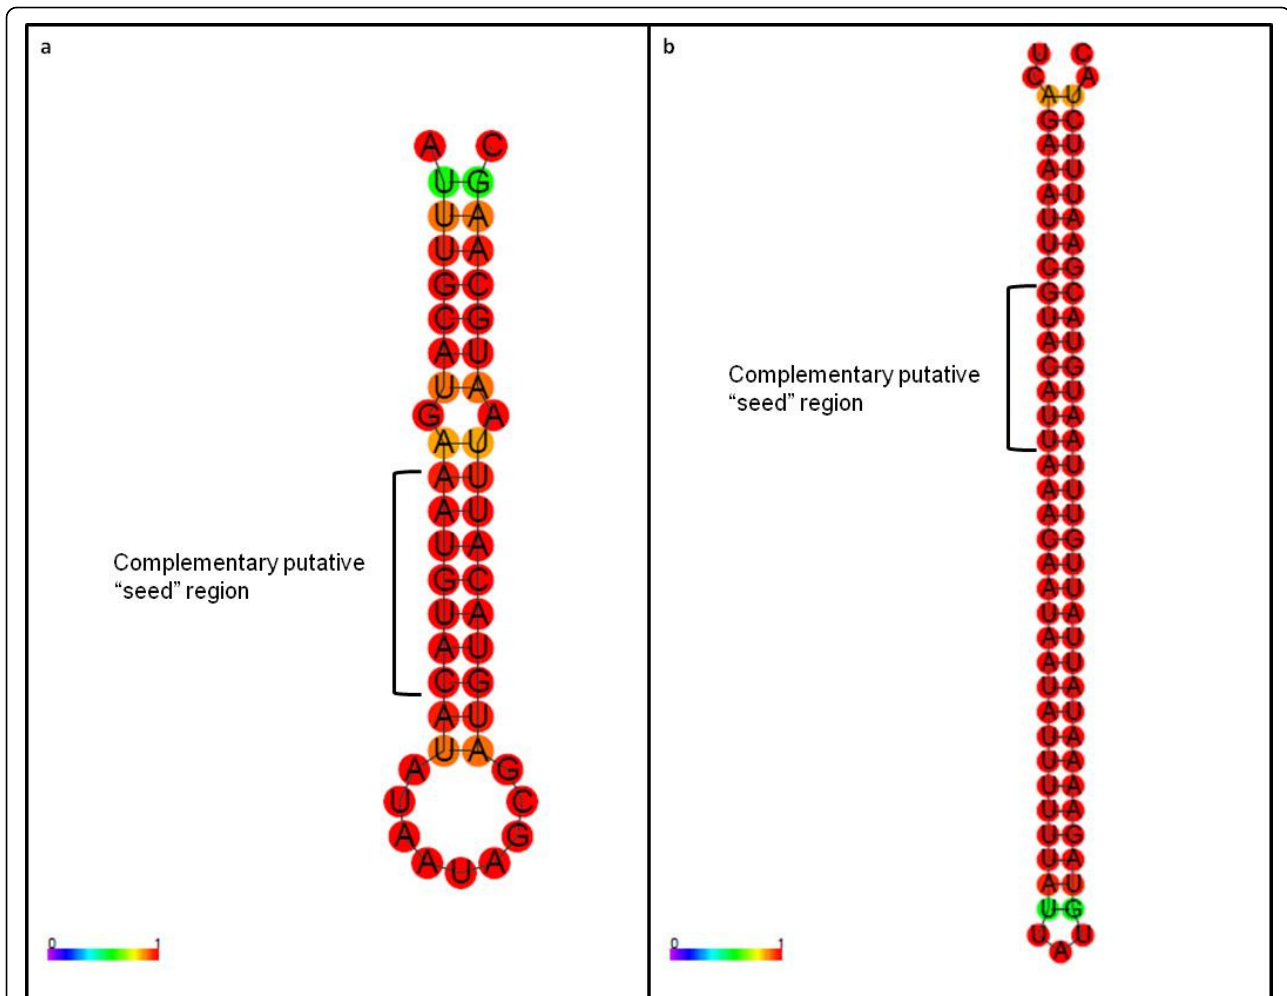 a
A C
U G
U A
U A
G C
C G
A U
U A
G A
A U
A U
A U
U A
G C
U A
A U
C G
A U
U A
A G
U C
A G
A U A
Complementary putative
“seed” region
0 1
b
U C
C A
A U
G C
A U
A U
A U
U A
U A
C G
G C
U A
A U
C G
A U
U A
U A
A U
A U
A U
G
A U
A U
U A
A U
A U
U A
A U
U A
U A
U A
U A
U G
U A
A U
U G
U U
A
Complementary putative
“seed” region
0 1